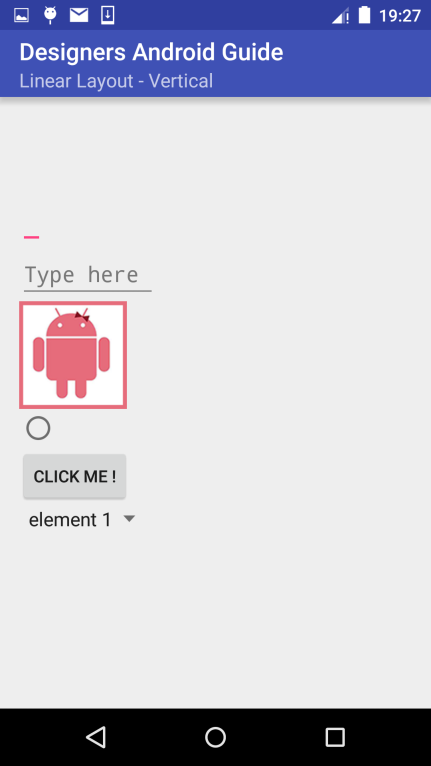 19:27
Designers Android Guide
Linear Layout - Vertical
Type here
CLICK ME !
element 1